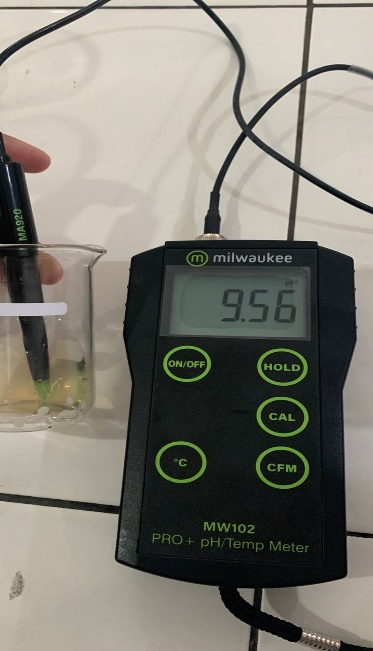 MA920
m milwaukee
pH
9.56
ON/OFF
HOLD
CAL
°C
CFM
MW102
PRO+ pH/Temp Meter